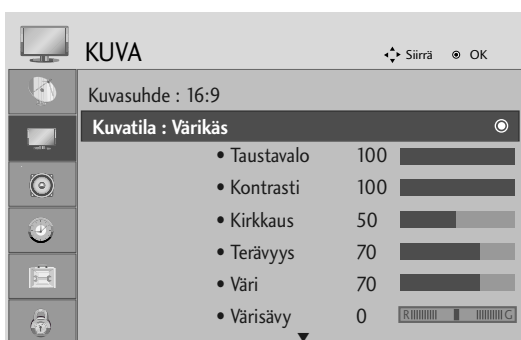 KUVA Siirrä OK
Kuvasuhde : 16:9
Kuvatila : Värikäs
• Taustavalo 100
• Kontrasti 100
• Kirkkaus 50
• Terävyys 70
• Väri 70
• Värisävy 0 R G